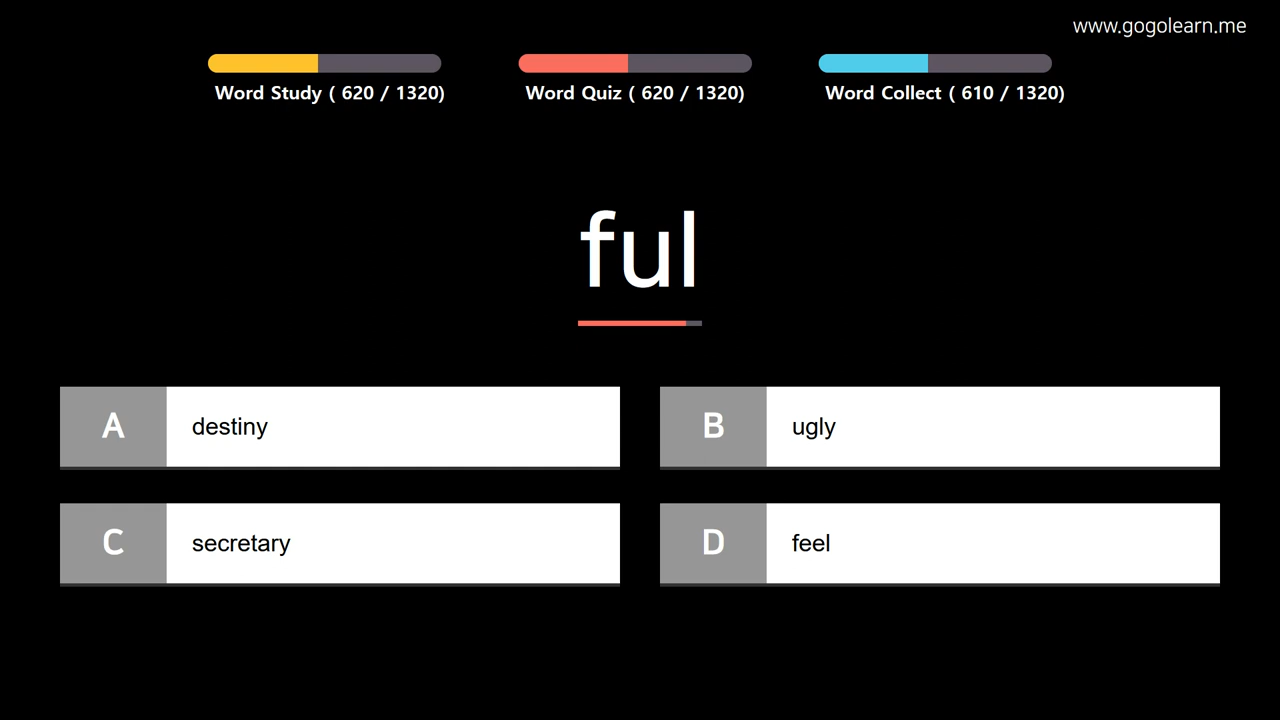 www.gogolearn.me
Word Study ( 620 / 1320)
Word Quiz ( 620 / 1320)
Word Collect ( 610 / 1320)
ful
A destiny
B ugly
C secretary
D feel